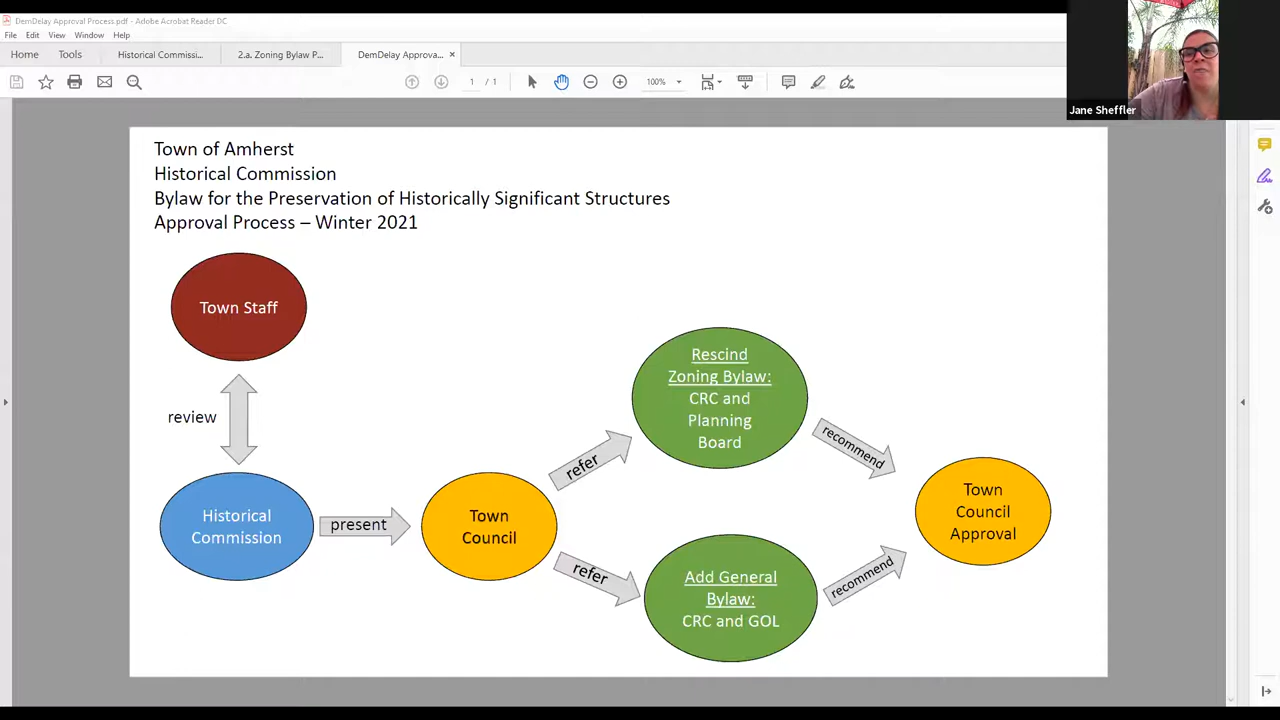 DemDelay Approval Process.pdf - Adobe Acrobat Reader DC
File Edit View Window Help
Home Tools Historical Commissi... 2.a. Zoning Bylaw P... DemDelay Approva... ×
1 / 1 100%
Jane Sheffler
Town of Amherst
Historical Commission
Bylaw for the Preservation of Historically Significant Structures
Approval Process – Winter 2021
Town Staff
review
Historical
Commission
present
Town
Council
refer
refer
Rescind
Zoning Bylaw:
CRC and
Planning
Board
Add General
Bylaw:
CRC and GOL
recommend
recommend
Town
Council
Approval